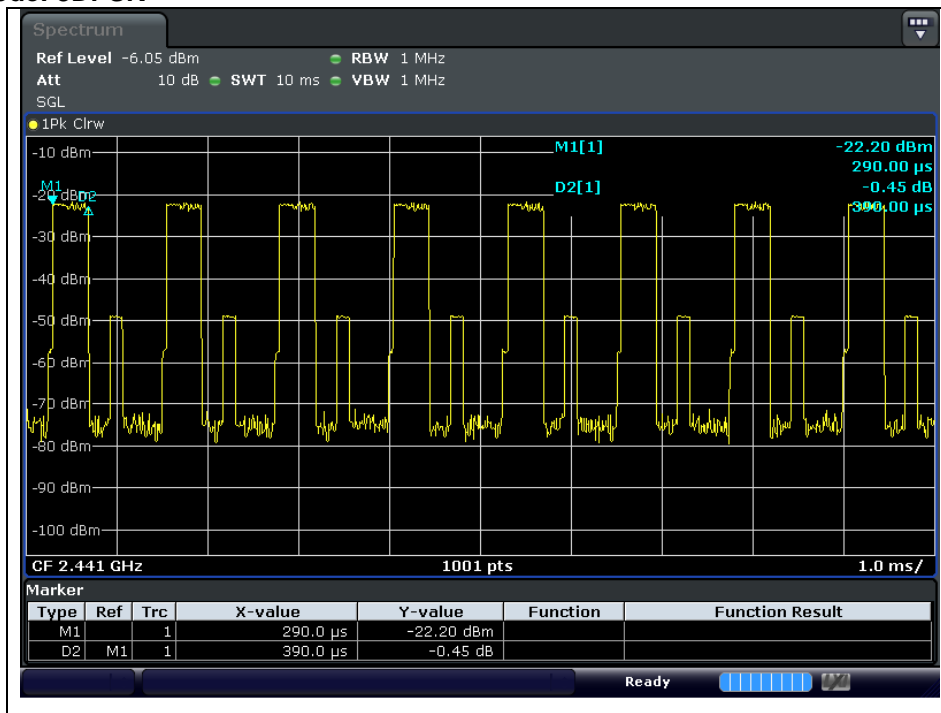 Spectrum
Ref Level -6.05 dBm RBW 1 MHz
Att 10 dB SWT 10 ms VBW 1 MHz
SGL
1Pk Clrw
M1[1] -22.20 dBm
290.00 µs
D2[1] -0.45 dB
390.00 µs
-10 dBm
M1
D2
-20 dBm
-30 dBm
-40 dBm
-50 dBm
-60 dBm
-70 dBm
-80 dBm
-90 dBm
-100 dBm
CF 2.441 GHz 1001 pts 1.0 ms/
Marker
Type Ref Trc X-value Y-value Function Function Result
M1 1 290.0 µs -22.20 dBm
D2 M1 1 390.0 µs -0.45 dB
Ready